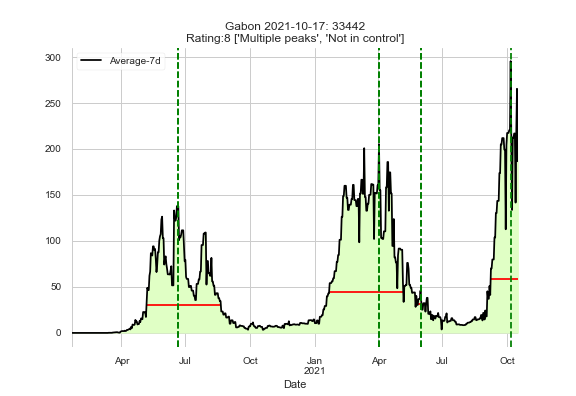 Gabon 2021-10-17: 33442
Rating:8 ['Multiple peaks', 'Not in control']
Average-7d
300
250
200
150
100
50
0
Apr Jul Oct Jan Apr Jul Oct
2021
Date